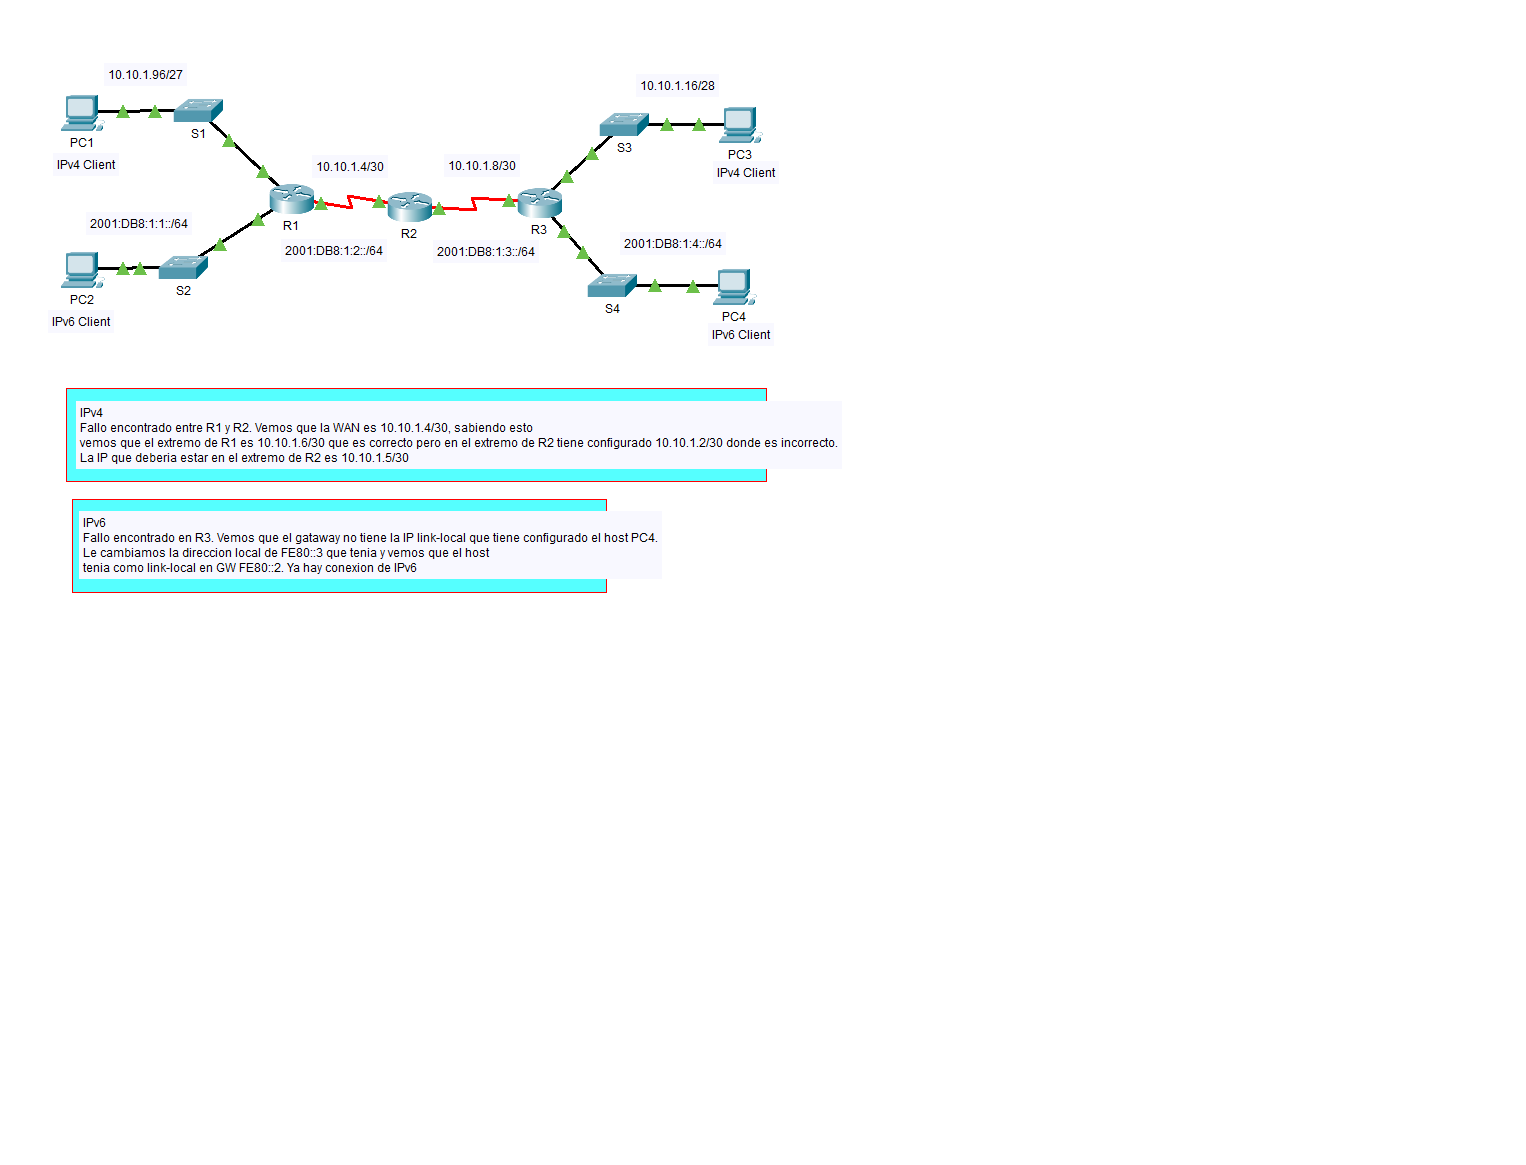 10.10.1.96/27
10.10.1.16/28
S1
PC1
S3
PC3
IPv4 Client
IPv4 Client
10.10.1.4/30
10.10.1.8/30
R1
R2
R3
2001:DB8:1:1::/64
2001:DB8:1:2::/64
2001:DB8:1:3::/64
2001:DB8:1:4::/64
S2
PC2
S4
PC4
IPv6 Client
IPv6 Client
IPv4
Fallo encontrado entre R1 y R2. Vemos que la WAN es 10.10.1.4/30, sabiendo esto
vemos que el extremo de R1 es 10.10.1.6/30 que es correcto pero en el extremo de R2 tiene configurado 10.10.1.2/30 donde es incorrecto.
La IP que deberia estar en el extremo de R2 es 10.10.1.5/30
IPv6
Fallo encontrado en R3. Vemos que el gataway no tiene la IP link-local que tiene configurado el host PC4.
Le cambiamos la direccion local de FE80::3 que tenia y vemos que el host
tenia como link-local en GW FE80::2. Ya hay conexion de IPv6